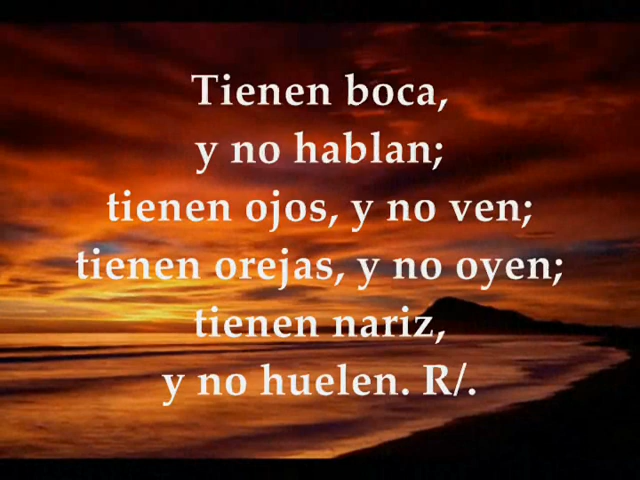 Tienen boca,
y no hablan;
tienen ojos, y no ven;
tienen orejas, y no oyen;
tienen nariz,
y no huelen. R/.